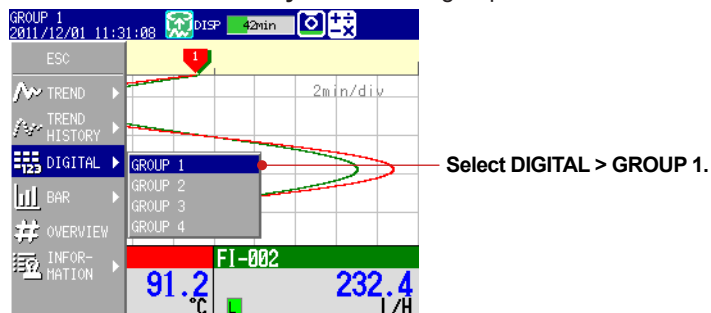 GROUP 1
2011/12/01 11:31:08 DISP 42min
ESC
1
TREND
2min/div
TREND
HISTORY
DIGITAL
GROUP 1
Select DIGITAL > GROUP 1.
GROUP 2
BAR
GROUP 3
OVERVIEW
GROUP 4
INFOR-
MATION
FI-002
91.2
232.4
°C
L
L/H